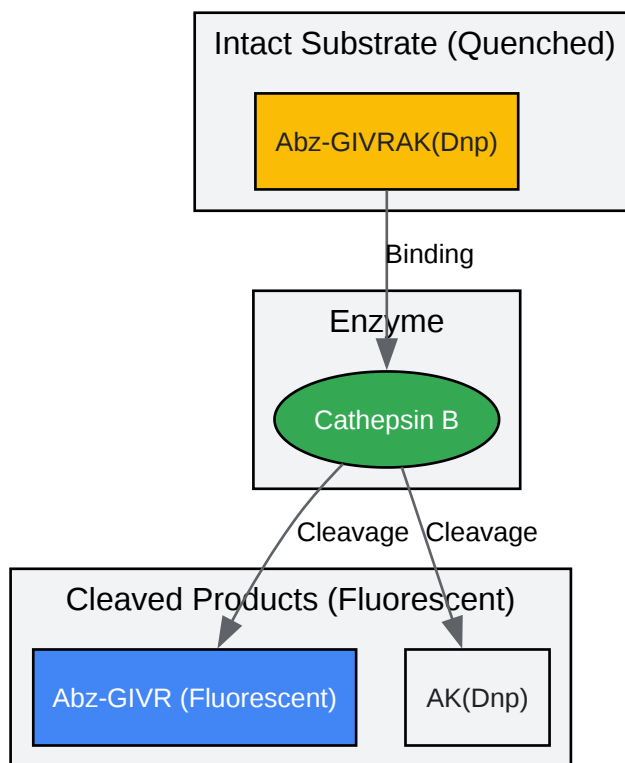 Intact Substrate (Quenched)
Abz-GIVRAK(Dnp)
Binding
Enzyme
Cathepsin B
Cleavage
Cleavage
Cleaved Products (Fluorescent)
Abz-GIVR (Fluorescent)
AK(Dnp)